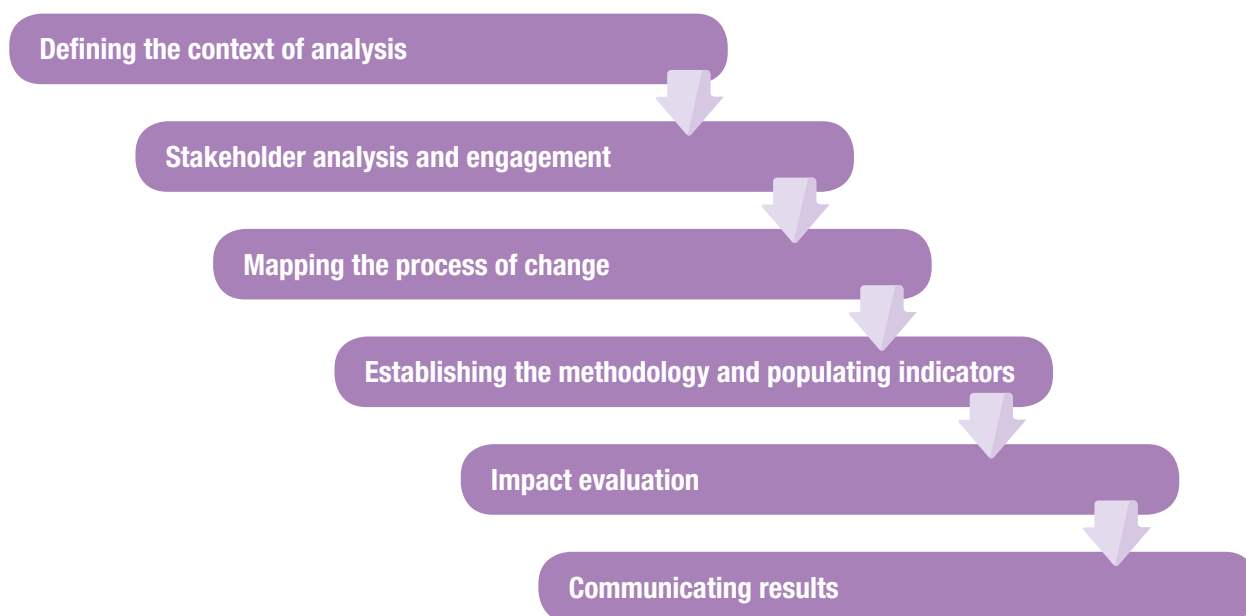 Defining the context of analysis
Stakeholder analysis and engagement
Mapping the process of change
Establishing the methodology and populating indicators
Impact evaluation
Communicating results